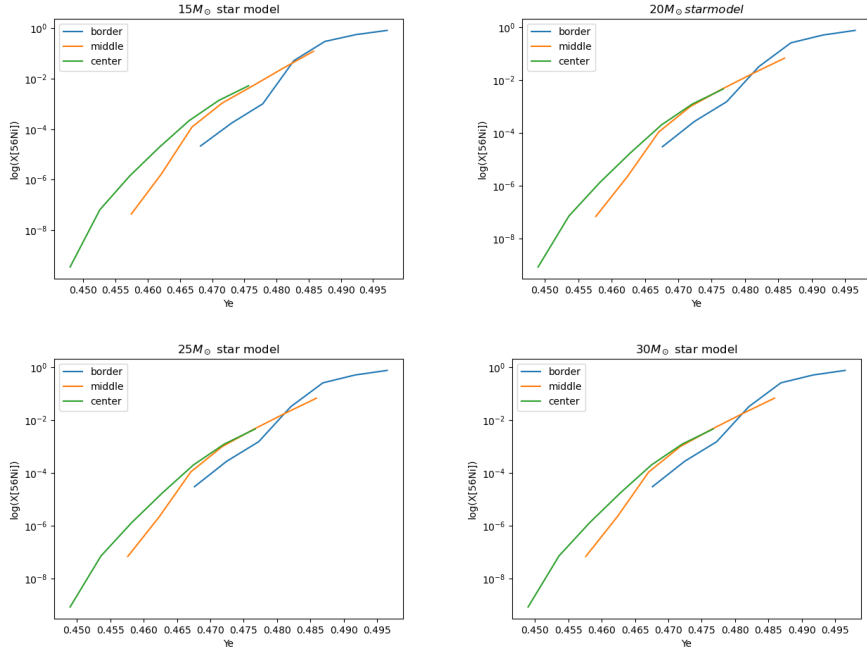 15M⊙ star model
10⁰
10⁻²
10⁻⁴
10⁻⁶
10⁻⁸
log(X[56Ni])
border
middle
center
0.450 0.455 0.460 0.465 0.470 0.475 0.480 0.485 0.490 0.495
Ye
20M⊙starmodel
10⁰
10⁻²
10⁻⁴
10⁻⁶
10⁻⁸
log(X[56Ni])
border
middle
center
0.450 0.455 0.460 0.465 0.470 0.475 0.480 0.485 0.490 0.495
Ye
25M⊙ star model
10⁰
10⁻²
10⁻⁴
10⁻⁶
10⁻⁸
log(X[56Ni])
border
middle
center
0.450 0.455 0.460 0.465 0.470 0.475 0.480 0.485 0.490 0.495
Ye
30M⊙ star model
10⁰
10⁻²
10⁻⁴
10⁻⁶
10⁻⁸
log(X[56Ni])
border
middle
center
0.450 0.455 0.460 0.465 0.470 0.475 0.480 0.485 0.490 0.495
Ye